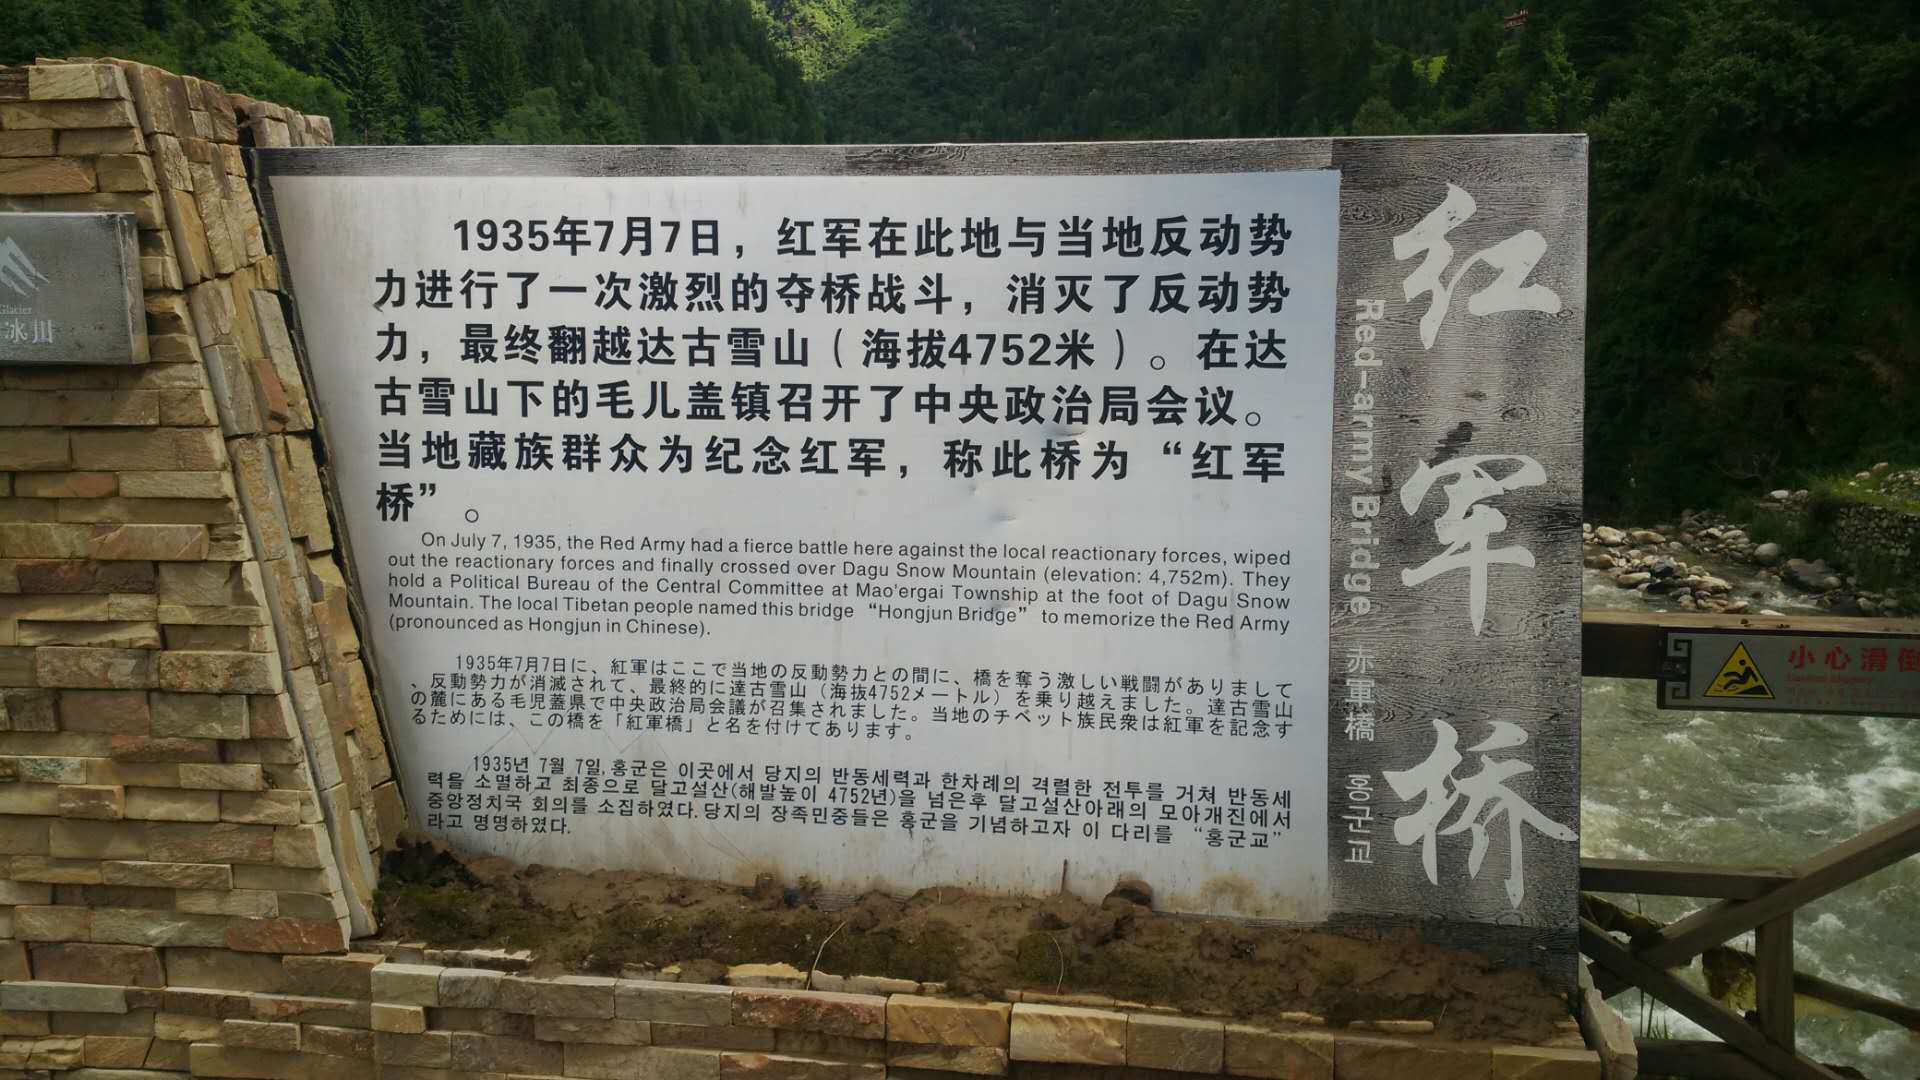 Glacier
冰川
1935年7月7日，红军在此地与当地反动势
力进行了一次激烈的夺桥战斗，消灭了反动势
力，最终翻越达古雪山（海拔4752米）。在达
古雪山下的毛儿盖镇召开了中央政治局会议。
当地藏族群众为纪念红军，称此桥为“红军
桥”。
On July 7, 1935, the Red Army had a fierce battle here against the local reactionary forces, wiped
out the reactionary forces and finally crossed over Dagu Snow Mountain (elevation: 4,752m). They
hold a Political Bureau of the Central Committee at Mao'ergai Township at the foot of Dagu Snow
Mountain. The local Tibetan people named this bridge “Hongjun Bridge” to memorize the Red Army
(pronounced as Hongjun in Chinese).
1935年7月7日に、紅軍はここで当地の反動勢力との間に、橋を奪う激しい戦闘がありまして
、反動勢力が消滅されて、最終的に達古雪山（海抜4752メートル）を乗り越えました。達古雪山
の麓にある毛児蓋県で中央政治局会議が召集されました。当地のチベット族民衆は紅軍を記念す
るためには、この橋を「紅軍橋」と名を付けてあります。
1935년 7월 7일, 홍군은 이곳에서 당지의 반동세력과 한차례의 격렬한 전투를 거쳐 반동세
력을 소멸하고 최종으로 달고설산(해발높이 4752년)을 넘은후 달고설산아래의 모아개진에서
중앙정치국 회의를 소집하였다. 당지의 장족민중들은 홍군을 기념하고자 이 다리를 “홍군교”
라고 명명하였다.
红军桥
Red-army Bridge 赤軍橋 홍군교
小心滑倒